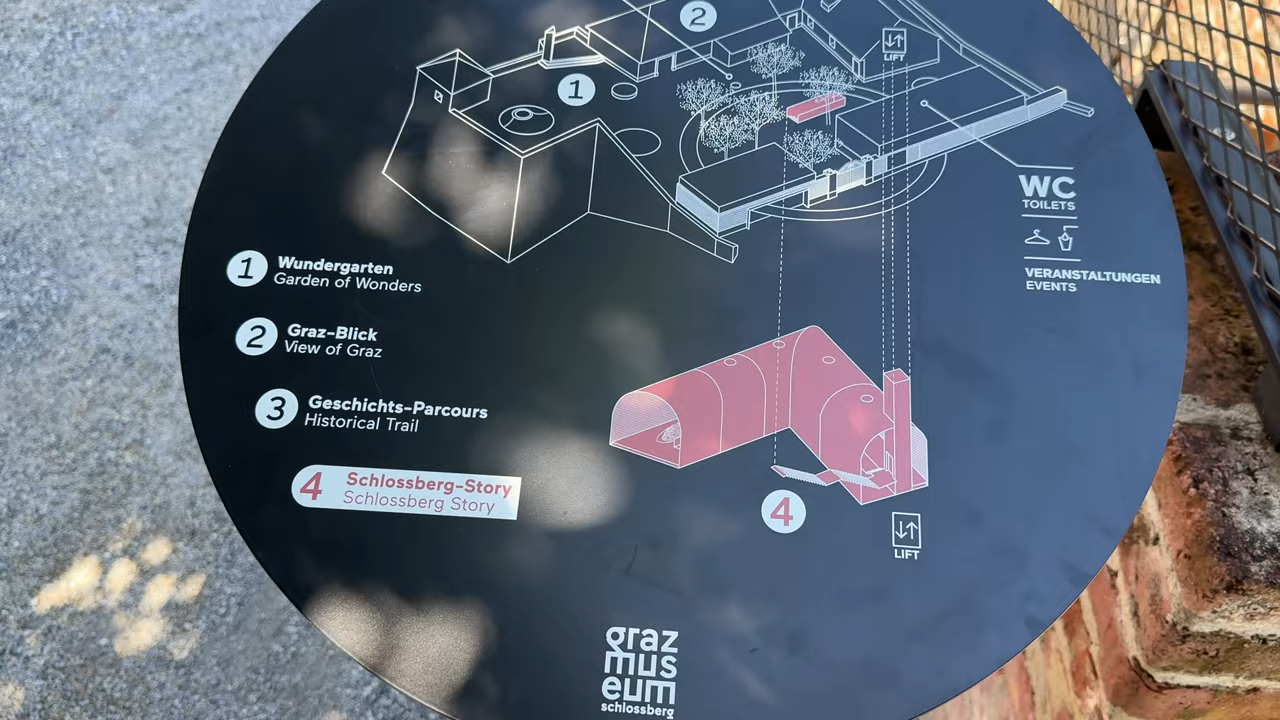 2
LIFT
1
WC
TOILETS
VERANSTALTUNGEN
EVENTS
1 Wundergarten
Garden of Wonders
2 Graz-Blick
View of Graz
3 Geschichts-Parcours
Historical Trail
4 Schlossberg-Story
Schlossberg Story
4
LIFT
graz
mus
eum
schlossberg